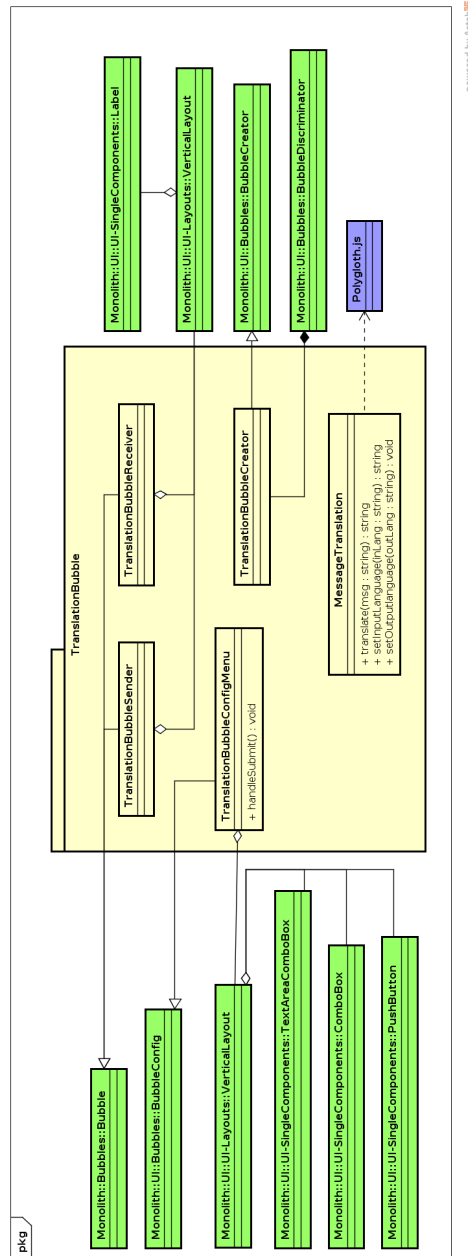 pkg
Monolith::Bubbles::Bubble
Monolith::UI::Bubbles::BubbleConfig
Monolith::UI::UI-Layouts::VerticalLayout
Monolith::UI::UI-SingleComponents::TextAreaComboBox
Monolith::UI::UI-SingleComponents::ComboBox
Monolith::UI::UI-SingleComponents::PushButton
TranslationBubble
TranslationBubbleSender
TranslationBubbleReceiver
TranslationBubbleConfigMenu
+ handleSubmit() : void
TranslationBubbleCreator
MessageTranslation
+ translate(msg : string) : string
+ setInputLanguage(inLang : string) : string
+ setOutputlanguage(outLang : string) : void
Monolith::UI::UI-SingleComponents::Label
Monolith::UI::UI-Layouts::VerticalLayout
Monolith::UI::Bubbles::BubbleCreator
Monolith::UI::Bubbles::BubbleDiscriminator
Polygloth.js